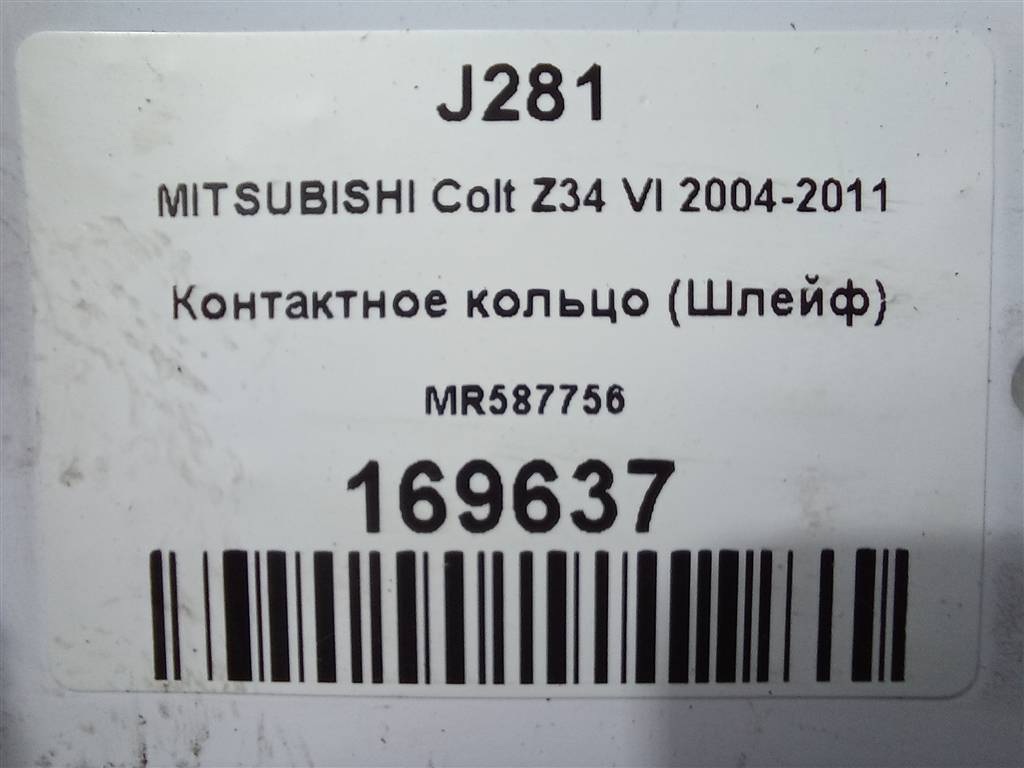 J281
MITSUBISHI Colt Z34 VI 2004-2011
Контактное кольцо (Шлейф)
MR587756
169637